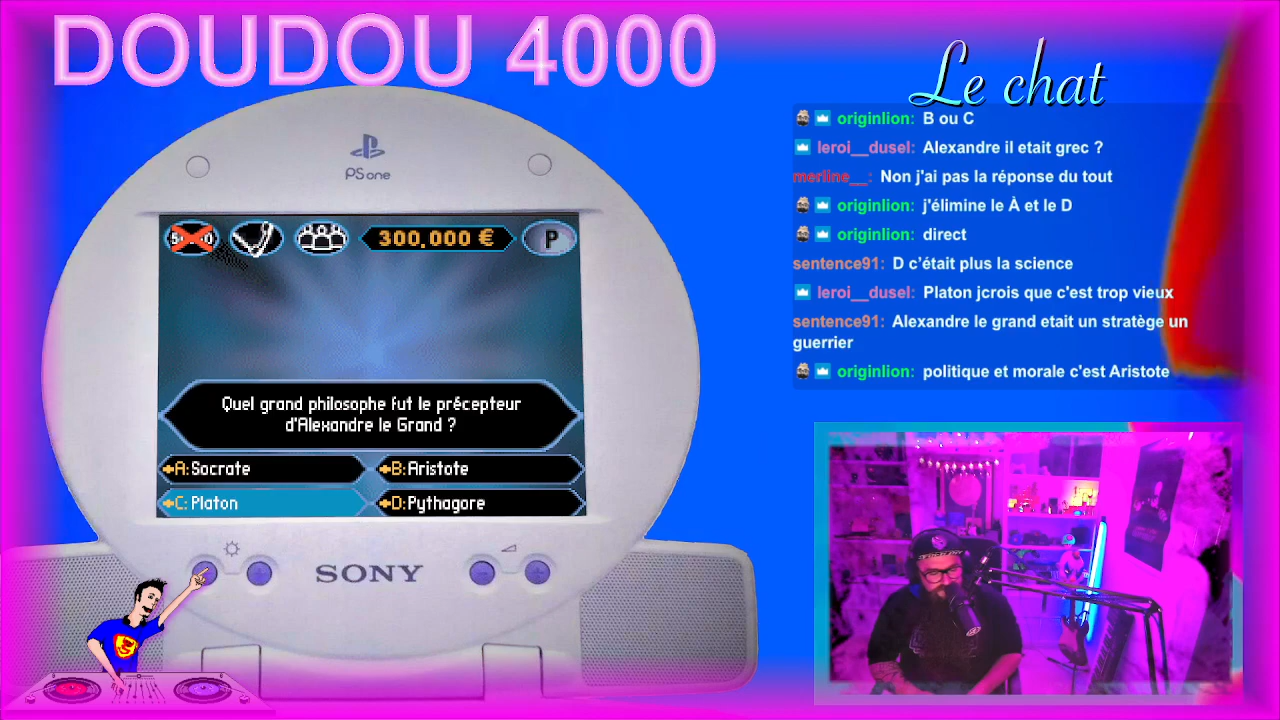 DOUDOU 4000
PS one
300.000 €
P
Quel grand philosophe fut le précepteur
d'Alexandre le Grand ?
A: Socrate
B: Aristote
C: Platon
D: Pythagore
SONY
Le chat
originlion: B ou C
leroi__dusel: Alexandre il etait grec ?
merline__: Non j'ai pas la réponse du tout
originlion: j'élimine le À et le D
originlion: direct
sentence91: D c'était plus la science
leroi__dusel: Platon jcrois que c'est trop vieux
sentence91: Alexandre le grand etait un stratège un
guerrier
originlion: politique et morale c'est Aristote